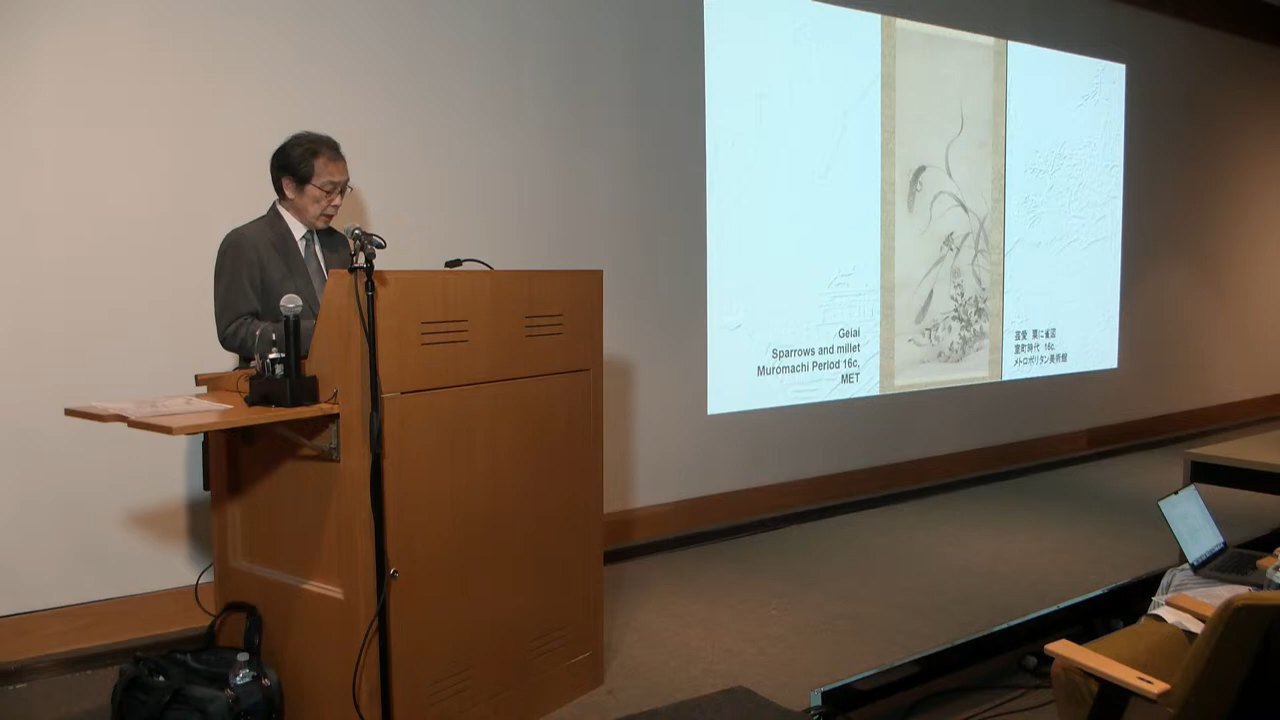 Geiai
Sparrows and millet
Muromachi Period 16c,
MET
芸愛 粟に雀図
室町時代 16c.
メトロポリタン美術館